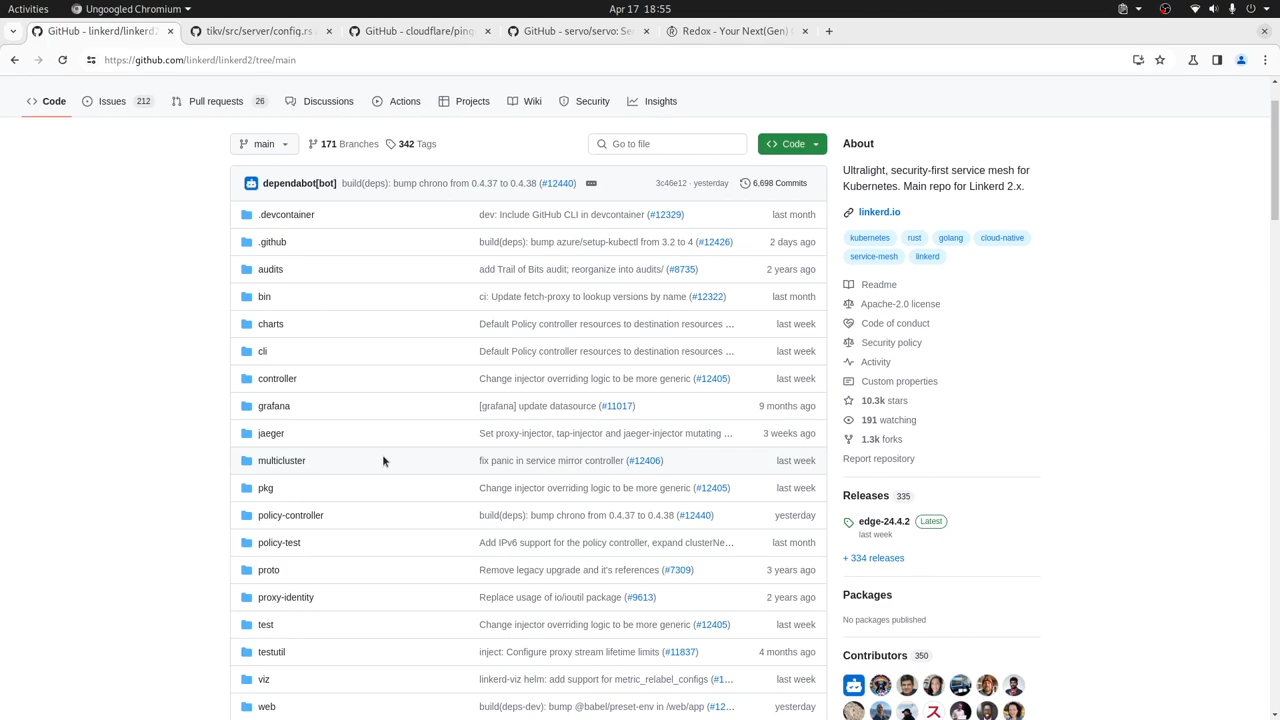 Activities
Ungoogled Chromium
Apr 17 18:55
GitHub - linkerd/linkerd2
tikv/src/server/config.rs
GitHub - cloudflare/pinq
GitHub - servo/servo: Se
Redox - Your Next(Gen)
https://github.com/linkerd/linkerd2/tree/main
Code
Issues 212
Pull requests 26
Discussions
Actions
Projects
Wiki
Security
Insights
main
171 Branches
342 Tags
Go to file
Code
dependabot[bot] build(deps): bump chrono from 0.4.37 to 0.4.38 (#12440)
3c46e12 · yesterday
6,698 Commits
.devcontainer dev: Include GitHub CLI in devcontainer (#12329) last month
.github build(deps): bump azure/setup-kubectl from 3.2 to 4 (#12426) 2 days ago
audits add Trail of Bits audit; reorganize into audits/ (#8735) 2 years ago
bin ci: Update fetch-proxy to lookup versions by name (#12322) last month
charts Default Policy controller resources to destination resources … last week
cli Default Policy controller resources to destination resources … last week
controller Change injector overriding logic to be more generic (#12405) last week
grafana [grafana] update datasource (#11017) 9 months ago
jaeger Set proxy-injector, tap-injector and jaeger-injector mutating … 3 weeks ago
multicluster fix panic in service mirror controller (#12406) last week
pkg Change injector overriding logic to be more generic (#12405) last week
policy-controller build(deps): bump chrono from 0.4.37 to 0.4.38 (#12440) yesterday
policy-test Add IPv6 support for the policy controller, expand clusterNe… last month
proto Remove legacy upgrade and it's references (#7309) 3 years ago
proxy-identity Replace usage of io/ioutil package (#9613) 2 years ago
test Change injector overriding logic to be more generic (#12405) last week
testutil inject: Configure proxy stream lifetime limits (#11837) 4 months ago
viz linkerd-viz helm: add support for metric_relabel_configs (#1… last week
web build(deps-dev): bump @babel/preset-env in /web/app (#12… yesterday
About
Ultralight, security-first service mesh for
Kubernetes. Main repo for Linkerd 2.x.
linkerd.io
kubernetes rust golang cloud-native
service-mesh linkerd
Readme
Apache-2.0 license
Code of conduct
Security policy
Activity
Custom properties
10.3k stars
191 watching
1.3k forks
Report repository
Releases 335
edge-24.4.2 Latest
last week
+ 334 releases
Packages
No packages published
Contributors 350